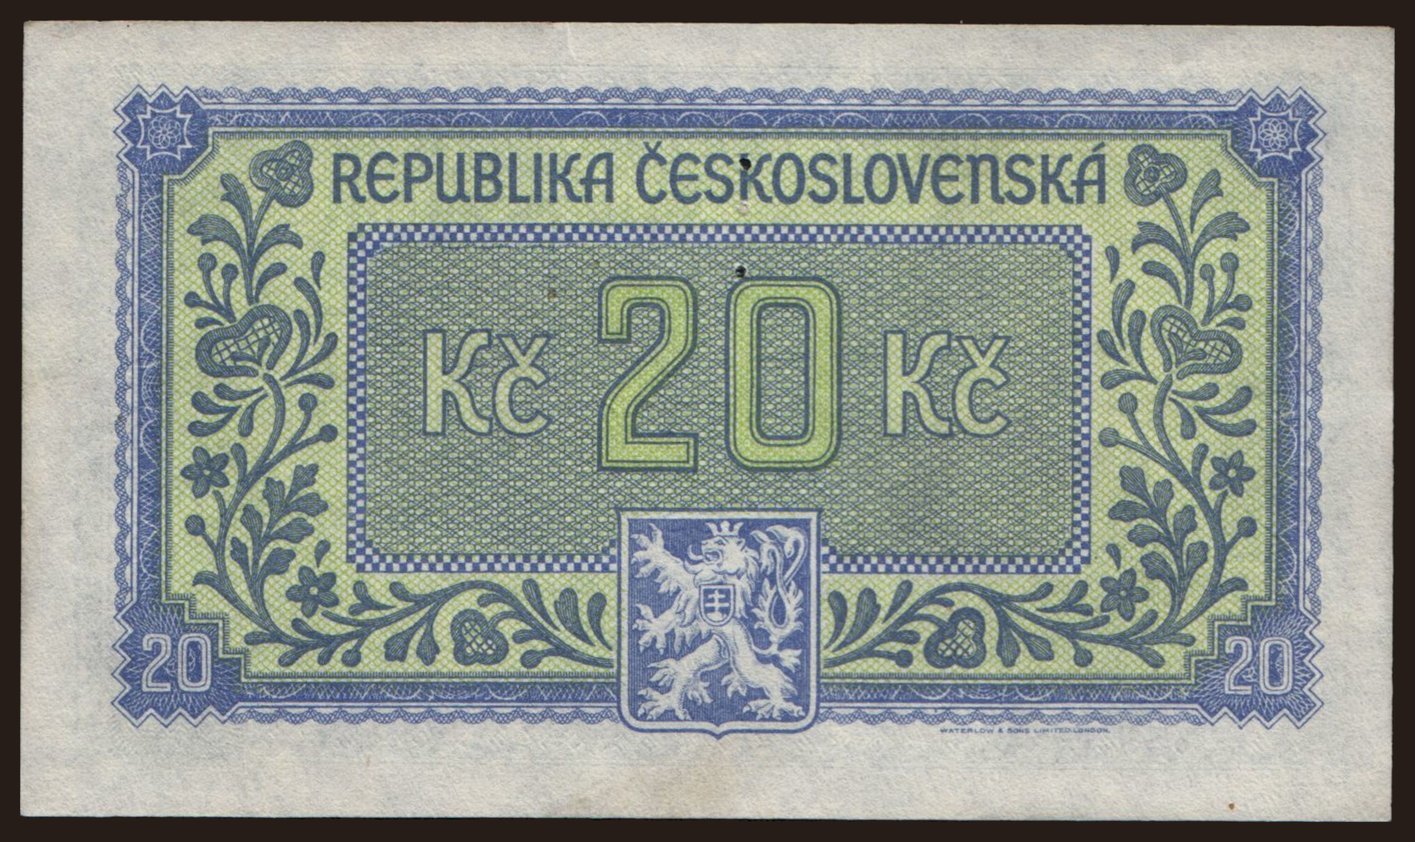 REPUBLIKA ČESKOSLOVENSKÁ
Kč 20 Kč
20 20
WATERLOW & SONS LIMITED. LONDON.